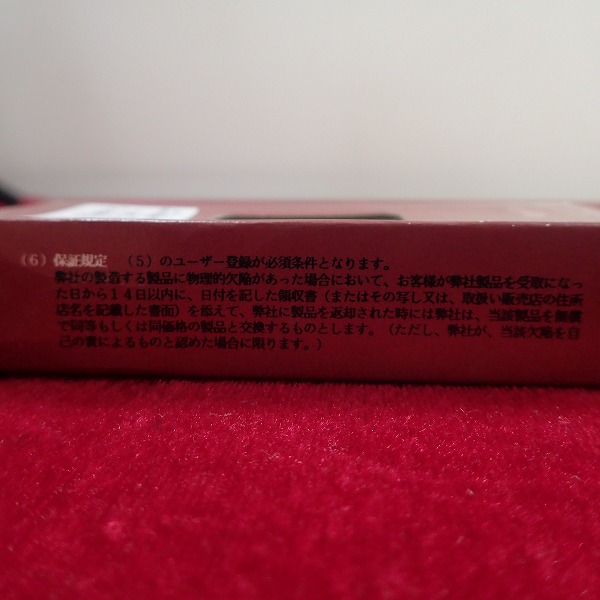 (6) 保証規定 (5)のユーザー登録が必須条件となります。
弊社の製造する製品に物理的欠陥があった場合において、お客様が弊社製品を受取になっ
た日から14日以内に、日付を記した領収書(またはその写し又は、取扱い販売店の住所
店名を記載した書面)を添えて、弊社に製品を返却された時には弊社は、当該製品を無償
で同等もしくは同価格の製品と交換するものとします。(ただし、弊社が、当該欠陥を自
己の責によるものと認めた場合に限ります。)